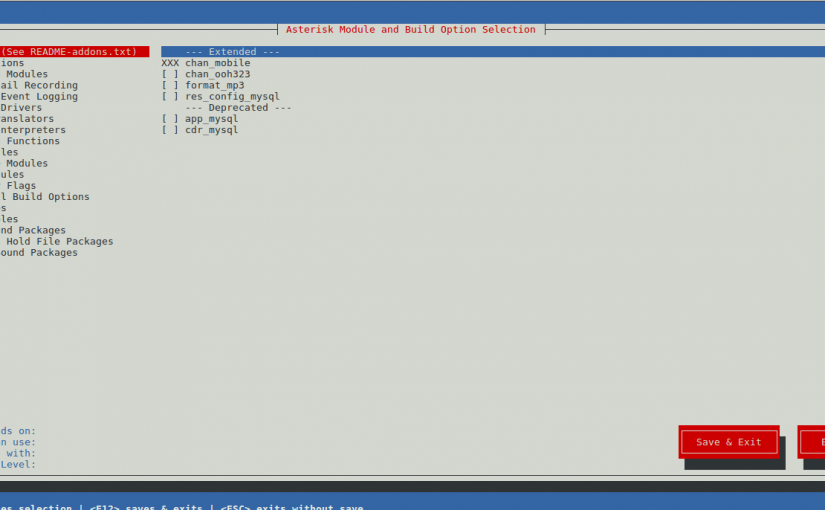 Asterisk Module and Build Option Selection
(See README-addons.txt)
--- Extended ---
ions
XXX chan_mobile
Modules
[ ] chan_ooh323
ail Recording
[ ] format_mp3
Event Logging
[ ] res_config_mysql
Drivers
--- Deprecated ---
anslators
[ ] app_mysql
nterpreters
[ ] cdr_mysql
Functions
les
Modules
ules
Flags
l Build Options
s
les
nd Packages
Hold File Packages
ound Packages
ds on:
n use:
with:
Level:
Save & Exit
E
es selection | <F12> saves & exits | <ESC> exits without save